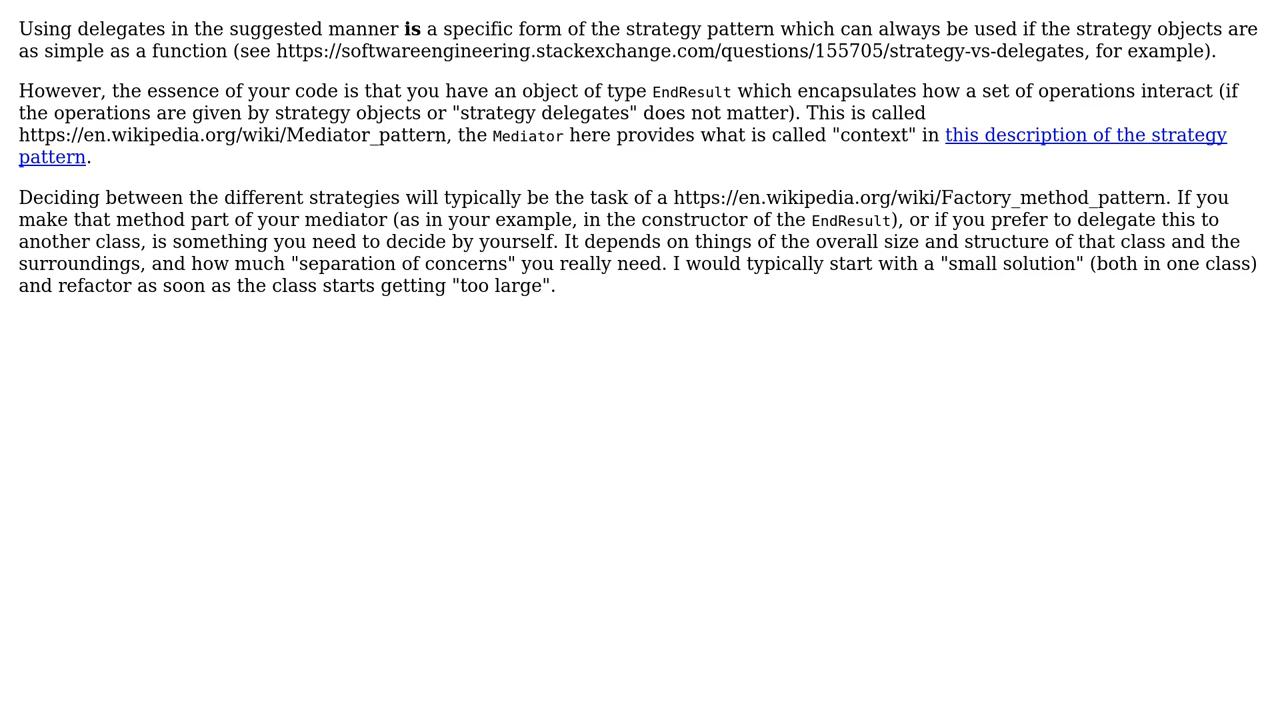 Using delegates in the suggested manner is a specific form of the strategy pattern which can always be used if the strategy objects are
as simple as a function (see https://softwareengineering.stackexchange.com/questions/155705/strategy-vs-delegates, for example).
However, the essence of your code is that you have an object of type EndResult which encapsulates how a set of operations interact (if
the operations are given by strategy objects or "strategy delegates" does not matter). This is called
https://en.wikipedia.org/wiki/Mediator_pattern, the Mediator here provides what is called "context" in this description of the strategy
pattern.
Deciding between the different strategies will typically be the task of a https://en.wikipedia.org/wiki/Factory_method_pattern. If you
make that method part of your mediator (as in your example, in the constructor of the EndResult), or if you prefer to delegate this to
another class, is something you need to decide by yourself. It depends on things of the overall size and structure of that class and the
surroundings, and how much "separation of concerns" you really need. I would typically start with a "small solution" (both in one class)
and refactor as soon as the class starts getting "too large".